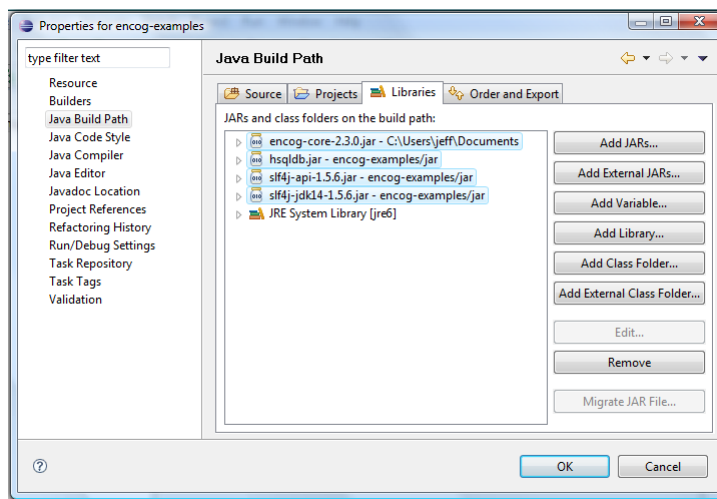 Properties for encog-examples
type filter text
Resource
Builders
Java Build Path
Java Code Style
Java Compiler
Java Editor
Javadoc Location
Project References
Refactoring History
Run/Debug Settings
Task Repository
Task Tags
Validation
Java Build Path
Source Projects Libraries Order and Export
JARs and class folders on the build path:
encog-core-2.3.0.jar - C:\Users\jeff\Documents
hsqldb.jar - encog-examples/jar
slf4j-api-1.5.6.jar - encog-examples/jar
slf4j-jdk14-1.5.6.jar - encog-examples/jar
JRE System Library [jre6]
Add JARs...
Add External JARs...
Add Variable...
Add Library...
Add Class Folder...
Add External Class Folder...
Edit...
Remove
Migrate JAR File...
OK Cancel